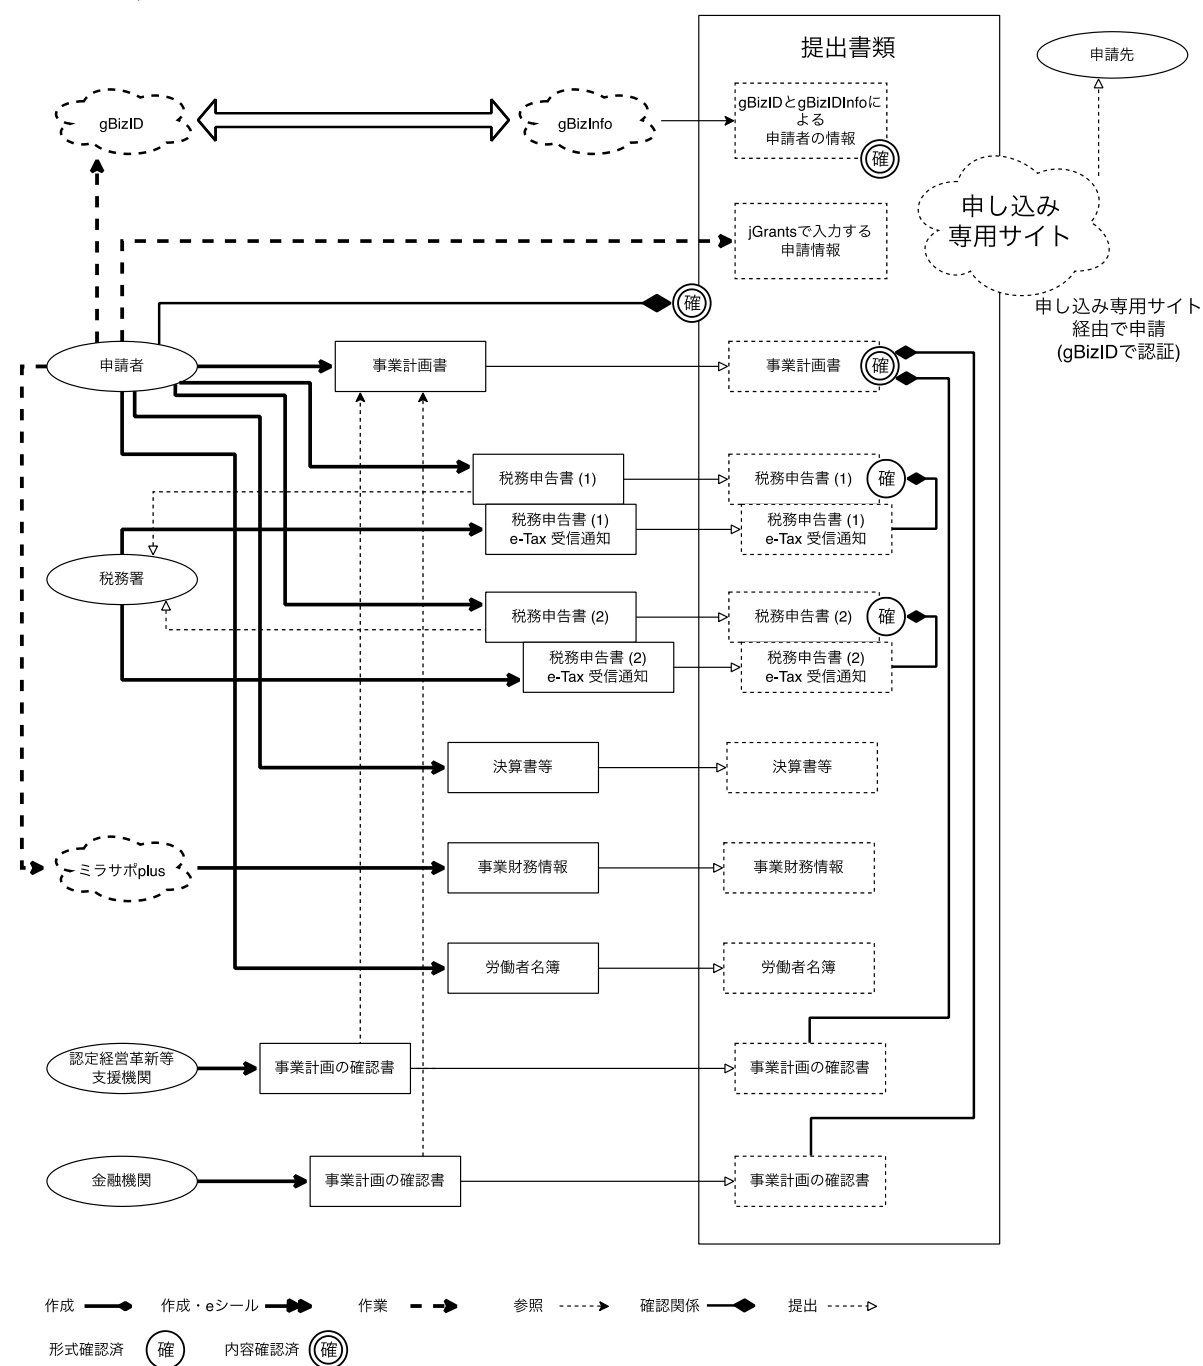 提出書類
申請先
gBizID
gBizInfo
gBizIDとgBizIDInfoに
よる
申請者の情報
確
申し込み
専用サイト
jGrantsで入力する
申請情報
確
申し込み専用サイト
経由で申請
(gBizIDで認証)
申請者
事業計画書
事業計画書
確
税務申告書 (1)
税務申告書 (1)
確
税務申告書 (1)
e-Tax 受信通知
税務申告書 (1)
e-Tax 受信通知
税務署
税務申告書 (2)
税務申告書 (2)
確
税務申告書 (2)
e-Tax 受信通知
税務申告書 (2)
e-Tax 受信通知
決算書等
決算書等
ミラサポplus
事業財務情報
事業財務情報
労働者名簿
労働者名簿
認定経営革新等
支援機関
事業計画の確認書
事業計画の確認書
金融機関
事業計画の確認書
事業計画の確認書
作成
作成・eシール
作業
参照
確認関係
提出
形式確認済
確
内容確認済
確